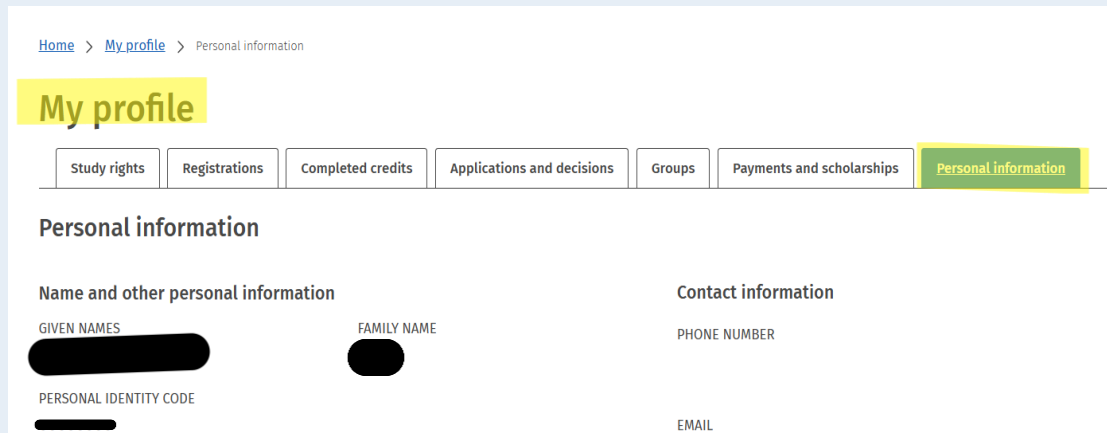 Home > My profile > Personal information
My profile
Study rights Registrations Completed credits Applications and decisions Groups Payments and scholarships Personal information
Personal information
Name and other personal information
Contact information
GIVEN NAMES FAMILY NAME
PHONE NUMBER
PERSONAL IDENTITY CODE
EMAIL